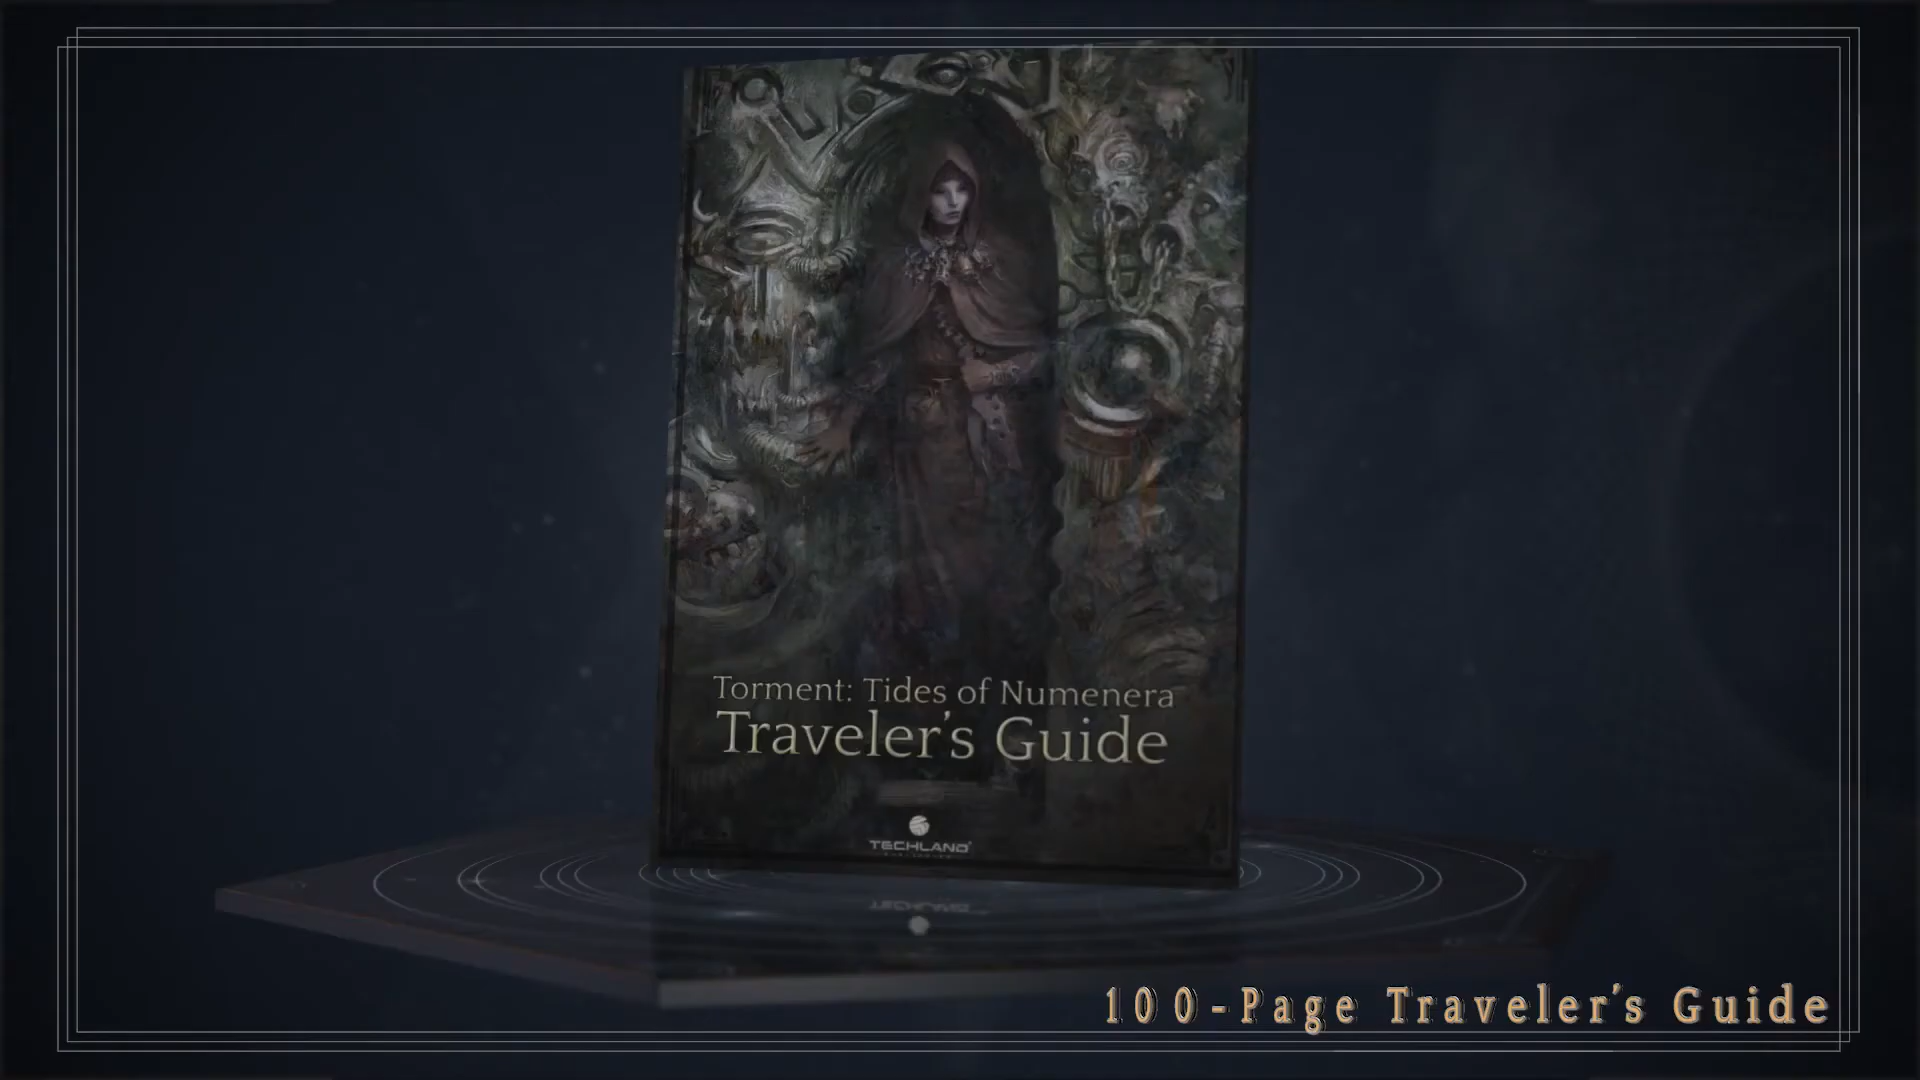 Torment: Tides of Numenera
Traveler's Guide
TECHLAND
100-Page Traveler's Guide